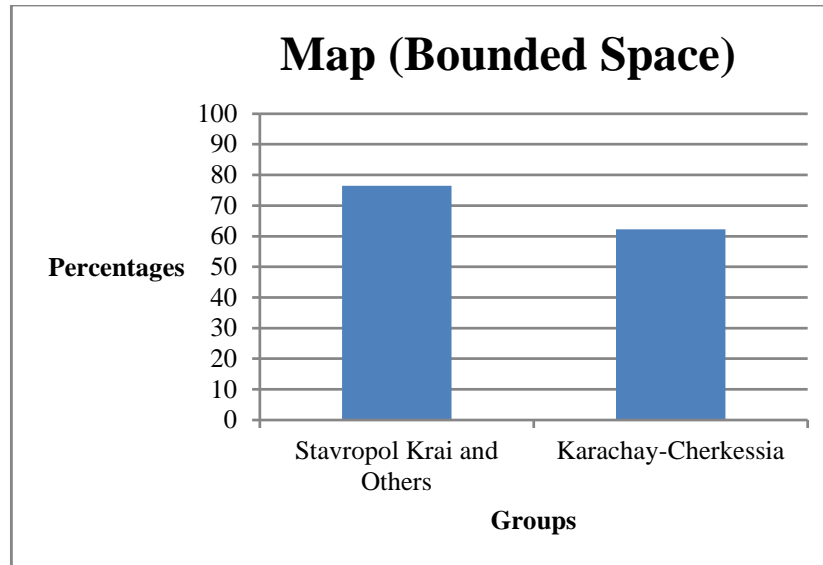 Map (Bounded Space)
100
90
80
70
60
50
40
30
20
10
0
Percentages
Stavropol Krai and
Others
Karachay-Cherkessia
Groups